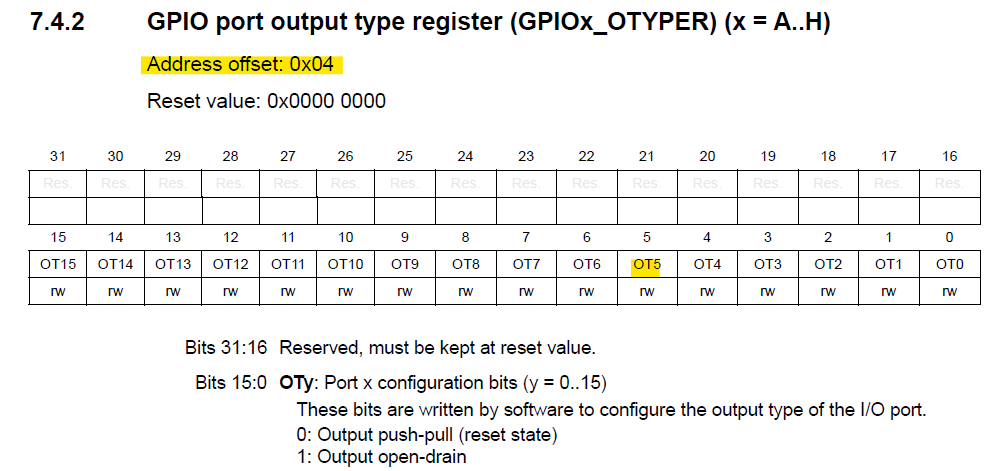 7.4.2 GPIO port output type register (GPIOx_OTYPER) (x = A..H)
Address offset: 0x04
Reset value: 0x0000 0000
31 30 29 28 27 26 25 24 23 22 21 20 19 18 17 16
Res. Res. Res. Res. Res. Res. Res. Res. Res. Res. Res. Res. Res. Res. Res. Res.
15 14 13 12 11 10 9 8 7 6 5 4 3 2 1 0
OT15 OT14 OT13 OT12 OT11 OT10 OT9 OT8 OT7 OT6 OT5 OT4 OT3 OT2 OT1 OT0
rw rw rw rw rw rw rw rw rw rw rw rw rw rw rw rw
Bits 31:16 Reserved, must be kept at reset value.
Bits 15:0 OTy: Port x configuration bits (y = 0..15)
These bits are written by software to configure the output type of the I/O port.
0: Output push-pull (reset state)
1: Output open-drain